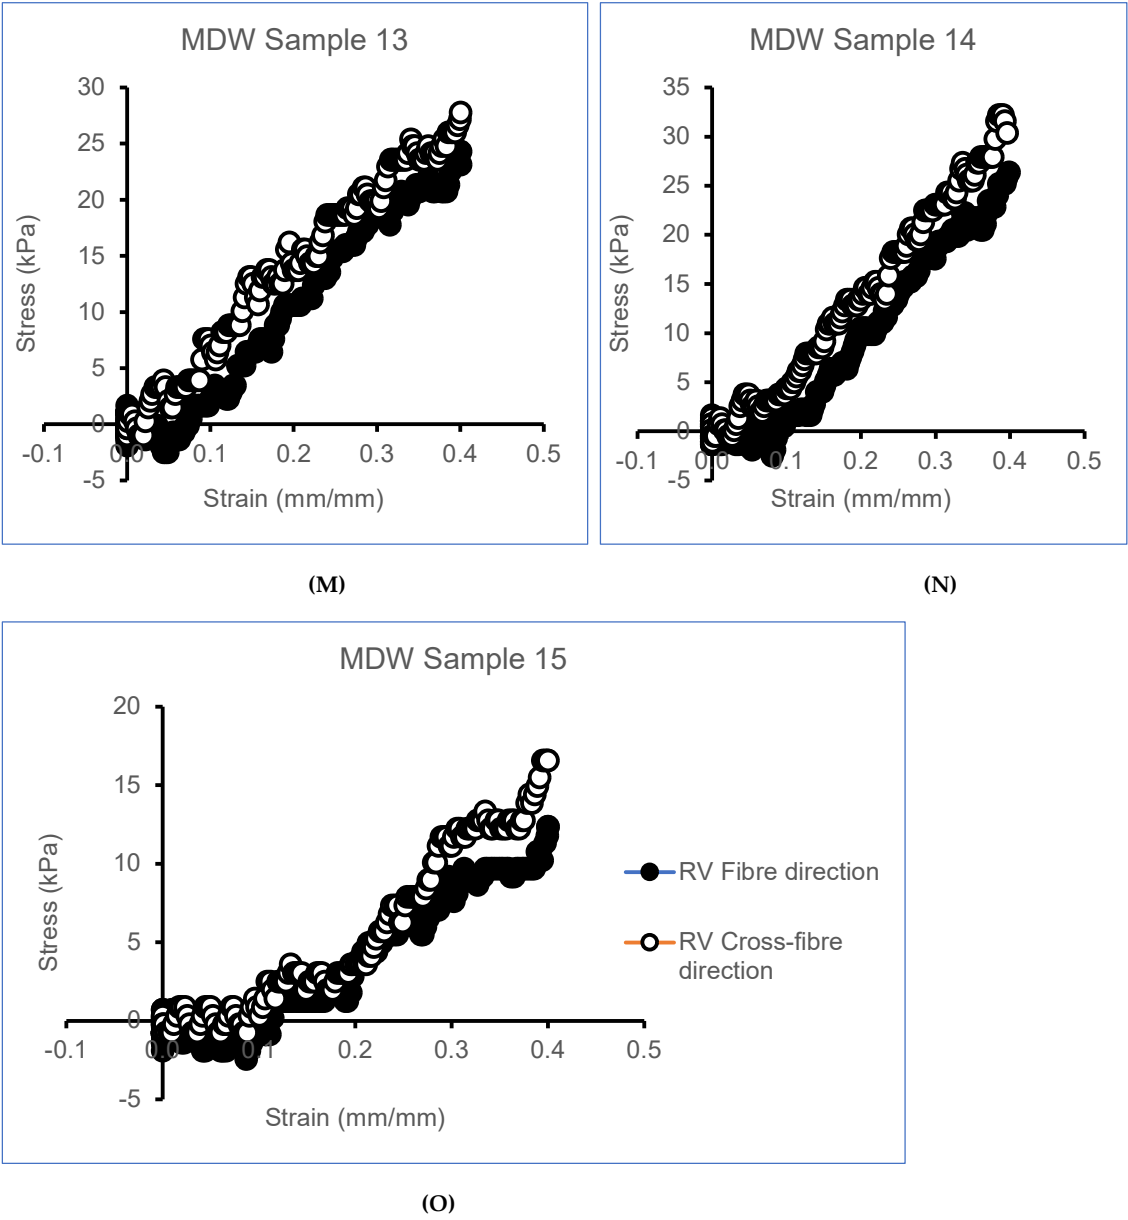 MDW Sample 13
30
25
20
15
10
5
0
-5
-0.1 0.0 0.1 0.2 0.3 0.4 0.5
Stress (kPa)
Strain (mm/mm)
(M)
MDW Sample 14
35
30
25
20
15
10
5
0
-5
-0.1 0.0 0.1 0.2 0.3 0.4 0.5
Stress (kPa)
Strain (mm/mm)
(N)
MDW Sample 15
20
15
10
5
0
-5
-0.1 0.0 0.1 0.2 0.3 0.4 0.5
Stress (kPa)
Strain (mm/mm)
RV Fibre direction
RV Cross-fibre
direction
(O)